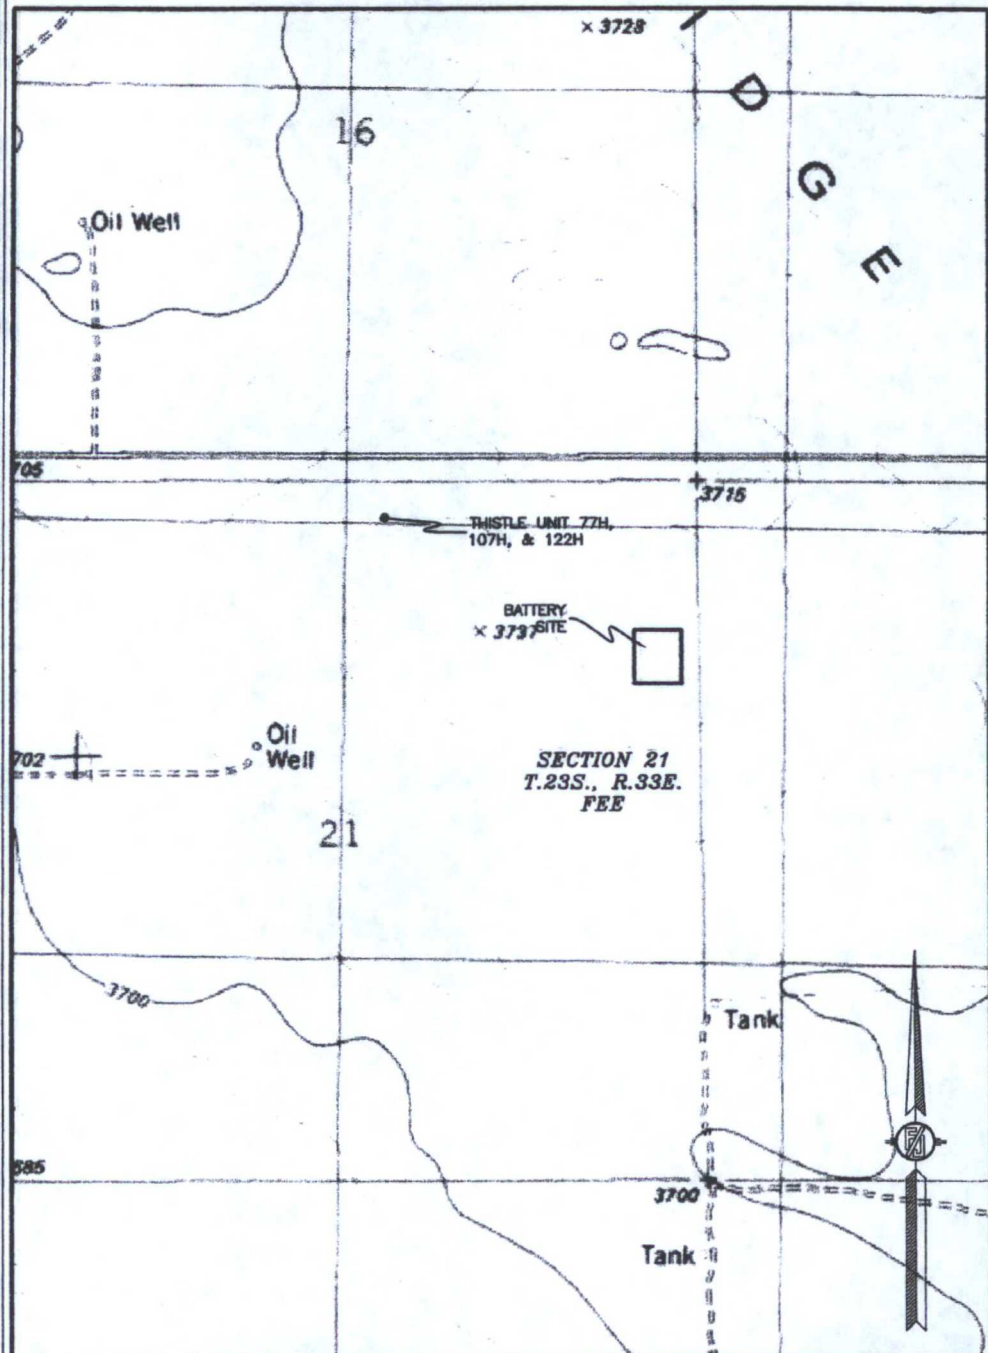 3728
D
G
E
16
Oil Well
705
3715
THISTLE UNIT 77H,
107H, & 122H
BATTERY
SITE
3737
Oil
Well
702
SECTION 21
T.23S., R.33E.
FEE
21
3700
Tank
585
3700
Tank